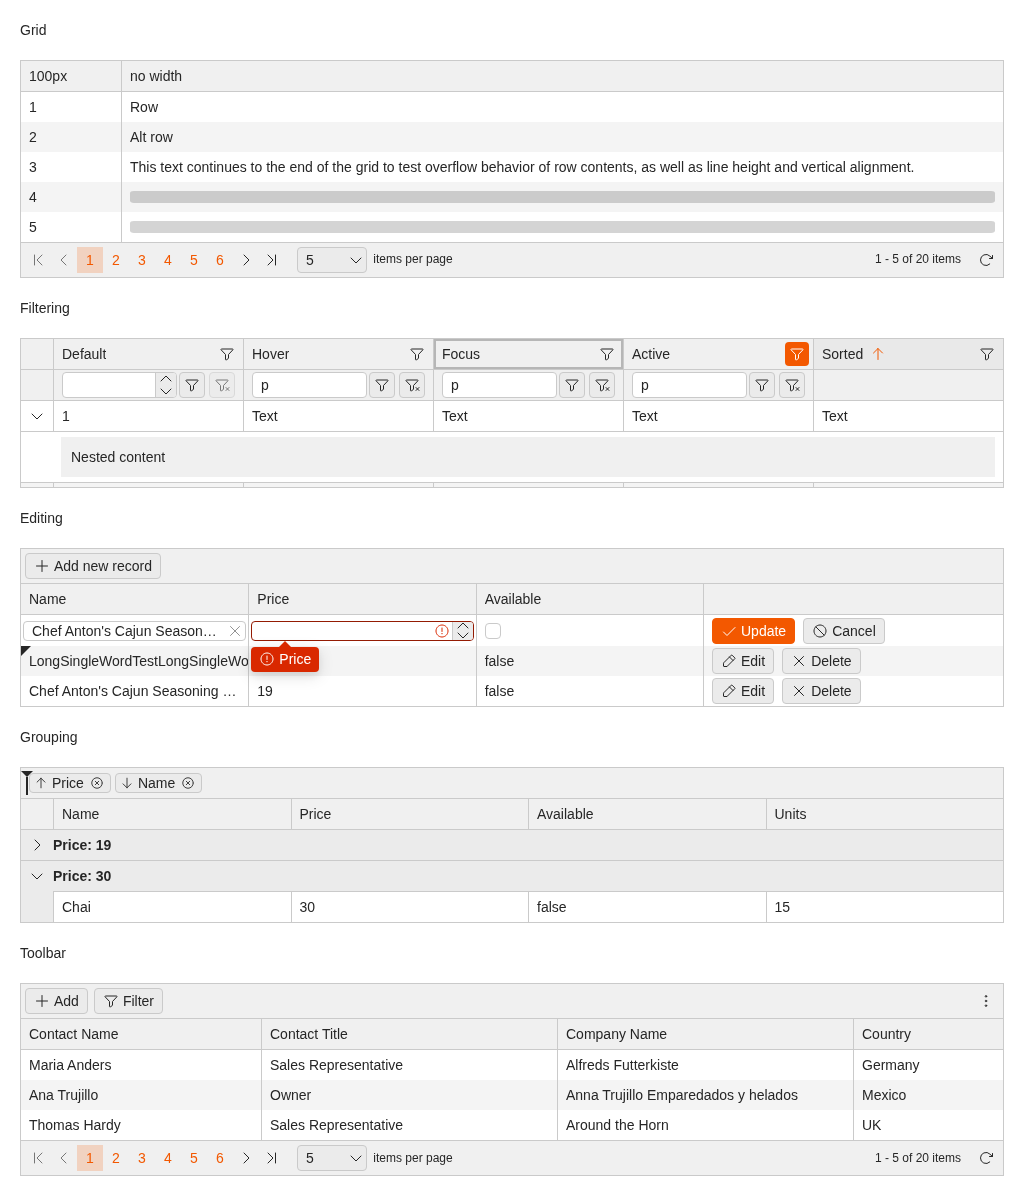 Grid
100px no width
1 Row
2 Alt row
3 This text continues to the end of the grid to test overflow behavior of row contents, as well as line height and vertical alignment.
4
5
1 2 3 4 5 6 5 items per page 1 - 5 of 20 items
Filtering
Default Hover Focus Active Sorted
p p p
1 Text Text Text Text
Nested content
Editing
Add new record
Name Price Available
Chef Anton's Cajun Season… Update Cancel
LongSingleWordTestLongSingleWo Price false Edit Delete
Chef Anton's Cajun Seasoning … 19 false Edit Delete
Grouping
Price Name
Name Price Available Units
Price: 19
Price: 30
Chai 30 false 15
Toolbar
Add Filter
Contact Name Contact Title Company Name Country
Maria Anders Sales Representative Alfreds Futterkiste Germany
Ana Trujillo Owner Anna Trujillo Emparedados y helados Mexico
Thomas Hardy Sales Representative Around the Horn UK
1 2 3 4 5 6 5 items per page 1 - 5 of 20 items